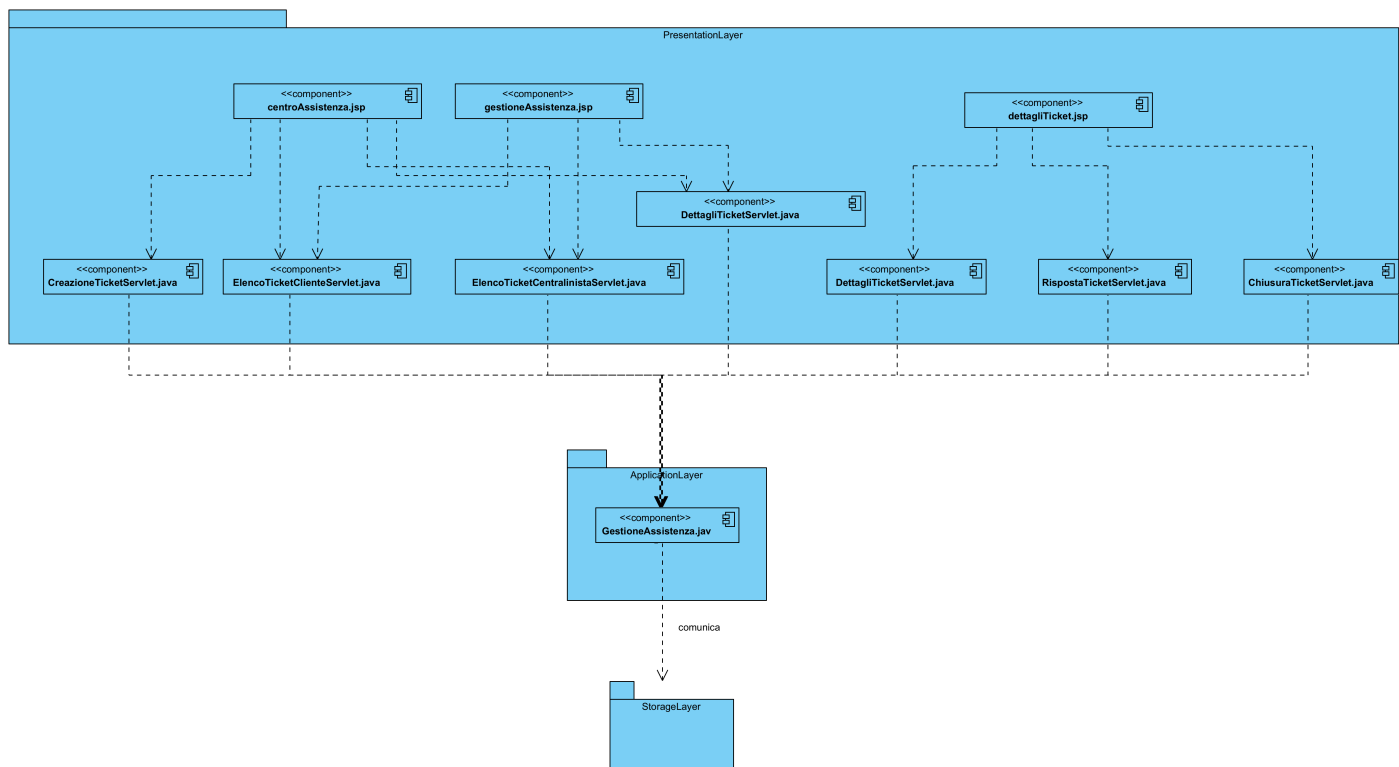 PresentationLayer
<<component>>
centroAssistenza.jsp
<<component>>
gestioneAssistenza.jsp
<<component>>
dettagliTicket.jsp
<<component>>
DettagliTicketServlet.java
<<component>>
CreazioneTicketServlet.java
<<component>>
ElencoTicketClienteServlet.java
<<component>>
ElencoTicketCentralinistaServlet.java
<<component>>
DettagliTicketServlet.java
<<component>>
RispostaTicketServlet.java
<<component>>
ChiusuraTicketServlet.java
ApplicationLayer
<<component>>
GestioneAssistenza.jav
comunica
StorageLayer